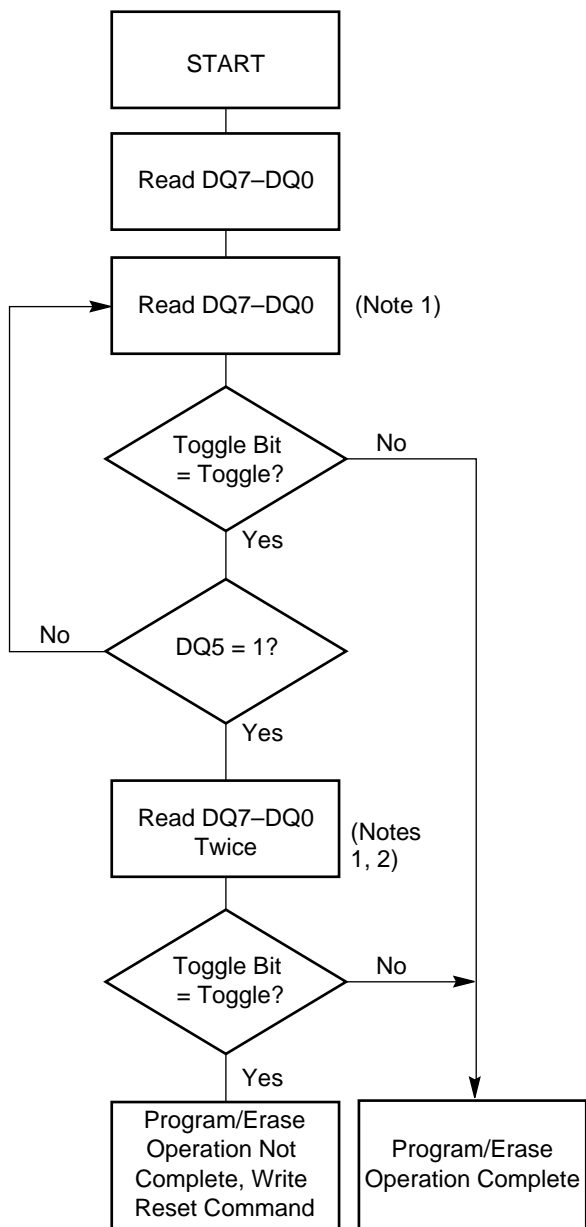 START
Read DQ7–DQ0
Read DQ7–DQ0
(Note 1)
Toggle Bit
= Toggle?
No
Yes
DQ5 = 1?
No
Yes
Read DQ7–DQ0
Twice
(Notes
1, 2)
Toggle Bit
= Toggle?
No
Yes
Program/Erase
Operation Not
Complete, Write
Reset Command
Program/Erase
Operation Complete